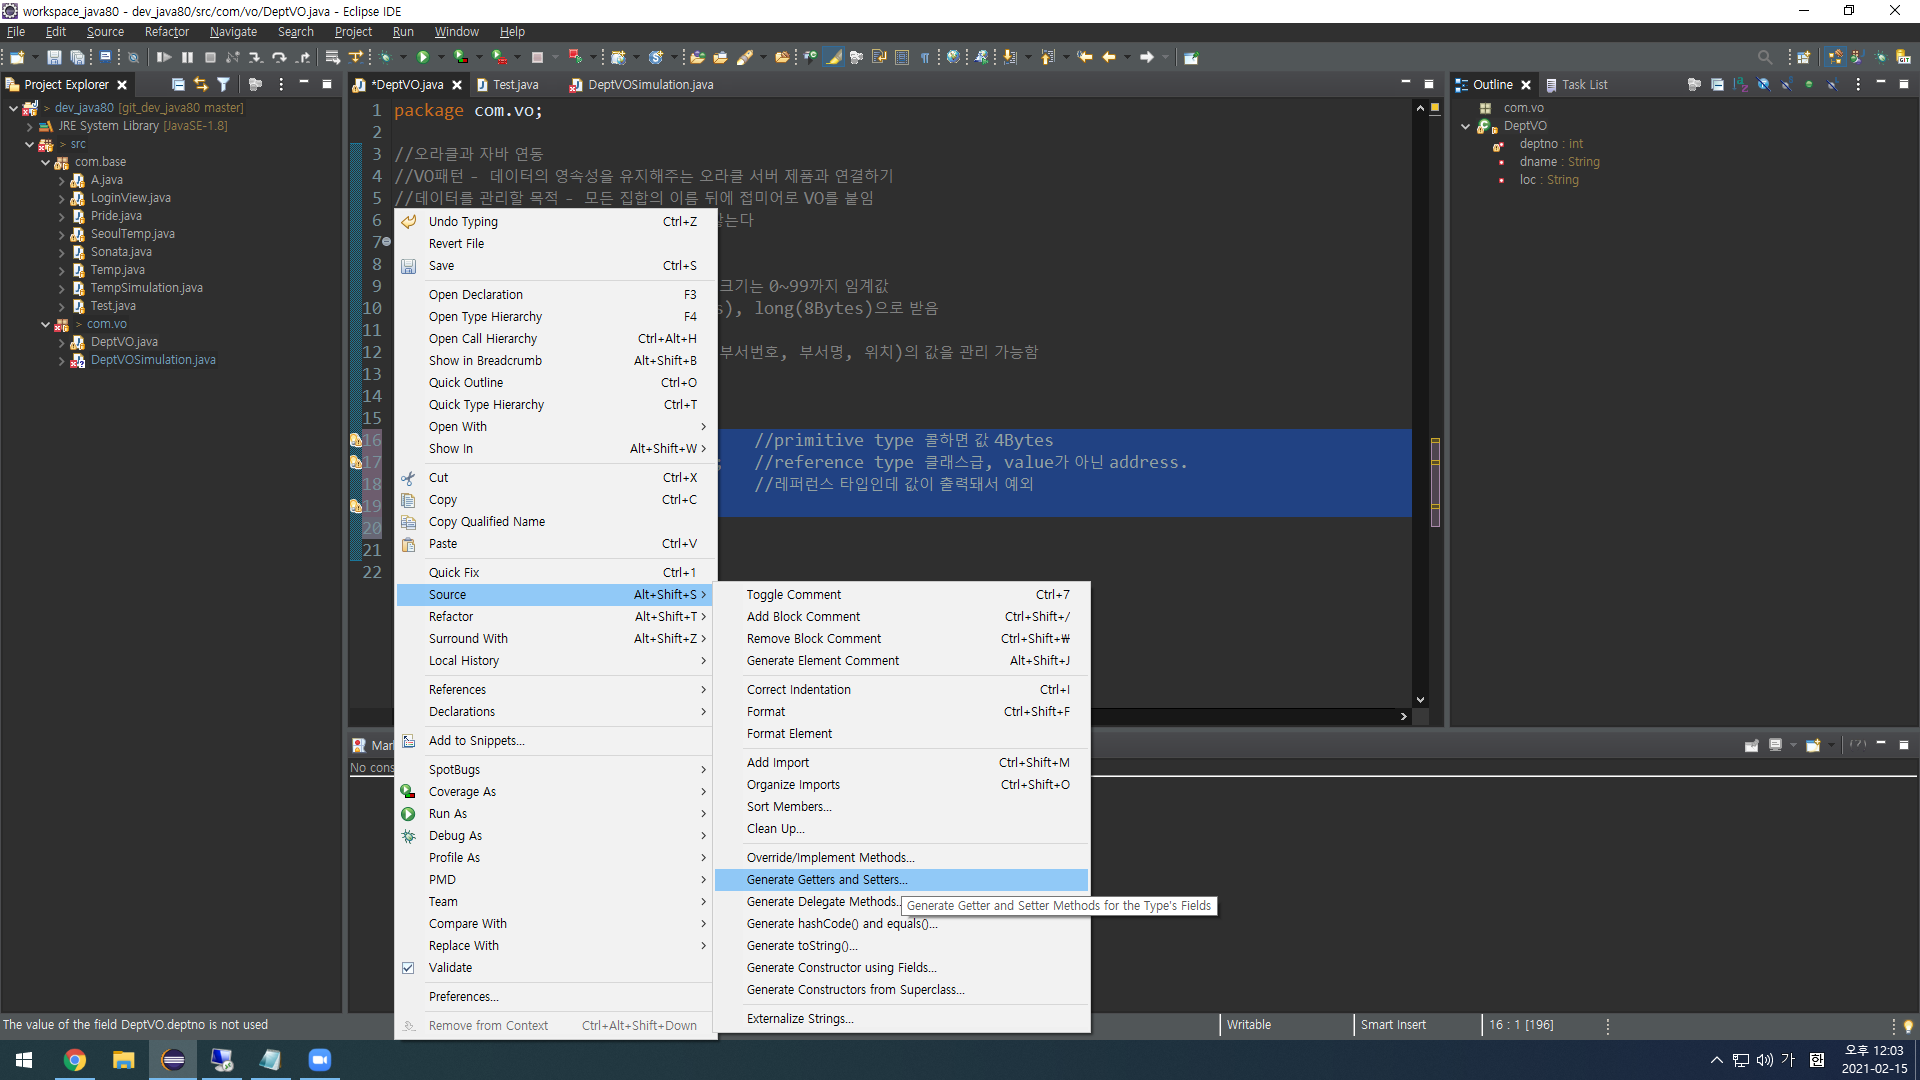 workspace_java80 - dev_java80/src/com/vo/DeptVO.java - Eclipse IDE
File Edit Source Refactor Navigate Search Project Run Window Help
Project Explorer
dev_java80 [git_dev_java80 master]
JRE System Library [JavaSE-1.8]
src
com.base
A.java
LoginView.java
Pride.java
SeoulTemp.java
Sonata.java
Temp.java
TempSimulation.java
Test.java
com.vo
DeptVO.java
DeptVOSimulation.java
*DeptVO.java Test.java DeptVOSimulation.java
1 package com.vo;
2
3 //오라클과 자바 연동
4 //VO패턴 - 데이터의 영속성을 유지해주는 오라클 서버 제품과 연결하기
5 //데이터를 관리할 목적 - 모든 집합의 이름 뒤에 접미어로 VO를 붙임
6
7
8
9 크기는 0~99까지 임계값
10 ), long(8Bytes)으로 받음
11
12 부서번호, 부서명, 위치)의 값을 관리 가능함
13
14
15
16 //primitive type 콜하면 값 4Bytes
17 ; //reference type 클래스급, value가 아닌 address.
18 //레퍼런스 타입인데 값이 출력돼서 예외
19
20
21
22
Undo Typing Ctrl+Z
Revert File
Save Ctrl+S
Open Declaration F3
Open Type Hierarchy F4
Open Call Hierarchy Ctrl+Alt+H
Show in Breadcrumb Alt+Shift+B
Quick Outline Ctrl+O
Quick Type Hierarchy Ctrl+T
Open With
Show In Alt+Shift+W
Cut Ctrl+X
Copy Ctrl+C
Copy Qualified Name
Paste Ctrl+V
Quick Fix Ctrl+1
Source Alt+Shift+S
Refactor Alt+Shift+T
Surround With Alt+Shift+Z
Local History
References
Declarations
Add to Snippets...
SpotBugs
Coverage As
Run As
Debug As
Profile As
PMD
Team
Compare With
Replace With
Validate
Preferences...
Remove from Context Ctrl+Alt+Shift+Down
Toggle Comment Ctrl+7
Add Block Comment Ctrl+Shift+/
Remove Block Comment Ctrl+Shift+₩
Generate Element Comment Alt+Shift+J
Correct Indentation Ctrl+I
Format Ctrl+Shift+F
Format Element
Add Import Ctrl+Shift+M
Organize Imports Ctrl+Shift+O
Sort Members...
Clean Up...
Override/Implement Methods...
Generate Getters and Setters...
Generate Delegate Methods..
Generate Getter and Setter Methods for the Type's Fields
Generate hashCode() and equals()...
Generate toString()...
Generate Constructor using Fields...
Generate Constructors from Superclass...
Externalize Strings...
Outline Task List
com.vo
DeptVO
deptno : int
dname : String
loc : String
Mar
No cons
The value of the field DeptVO.deptno is not used
Writable Smart Insert 16 : 1 [196]
가 한
오후 12:03
2021-02-15